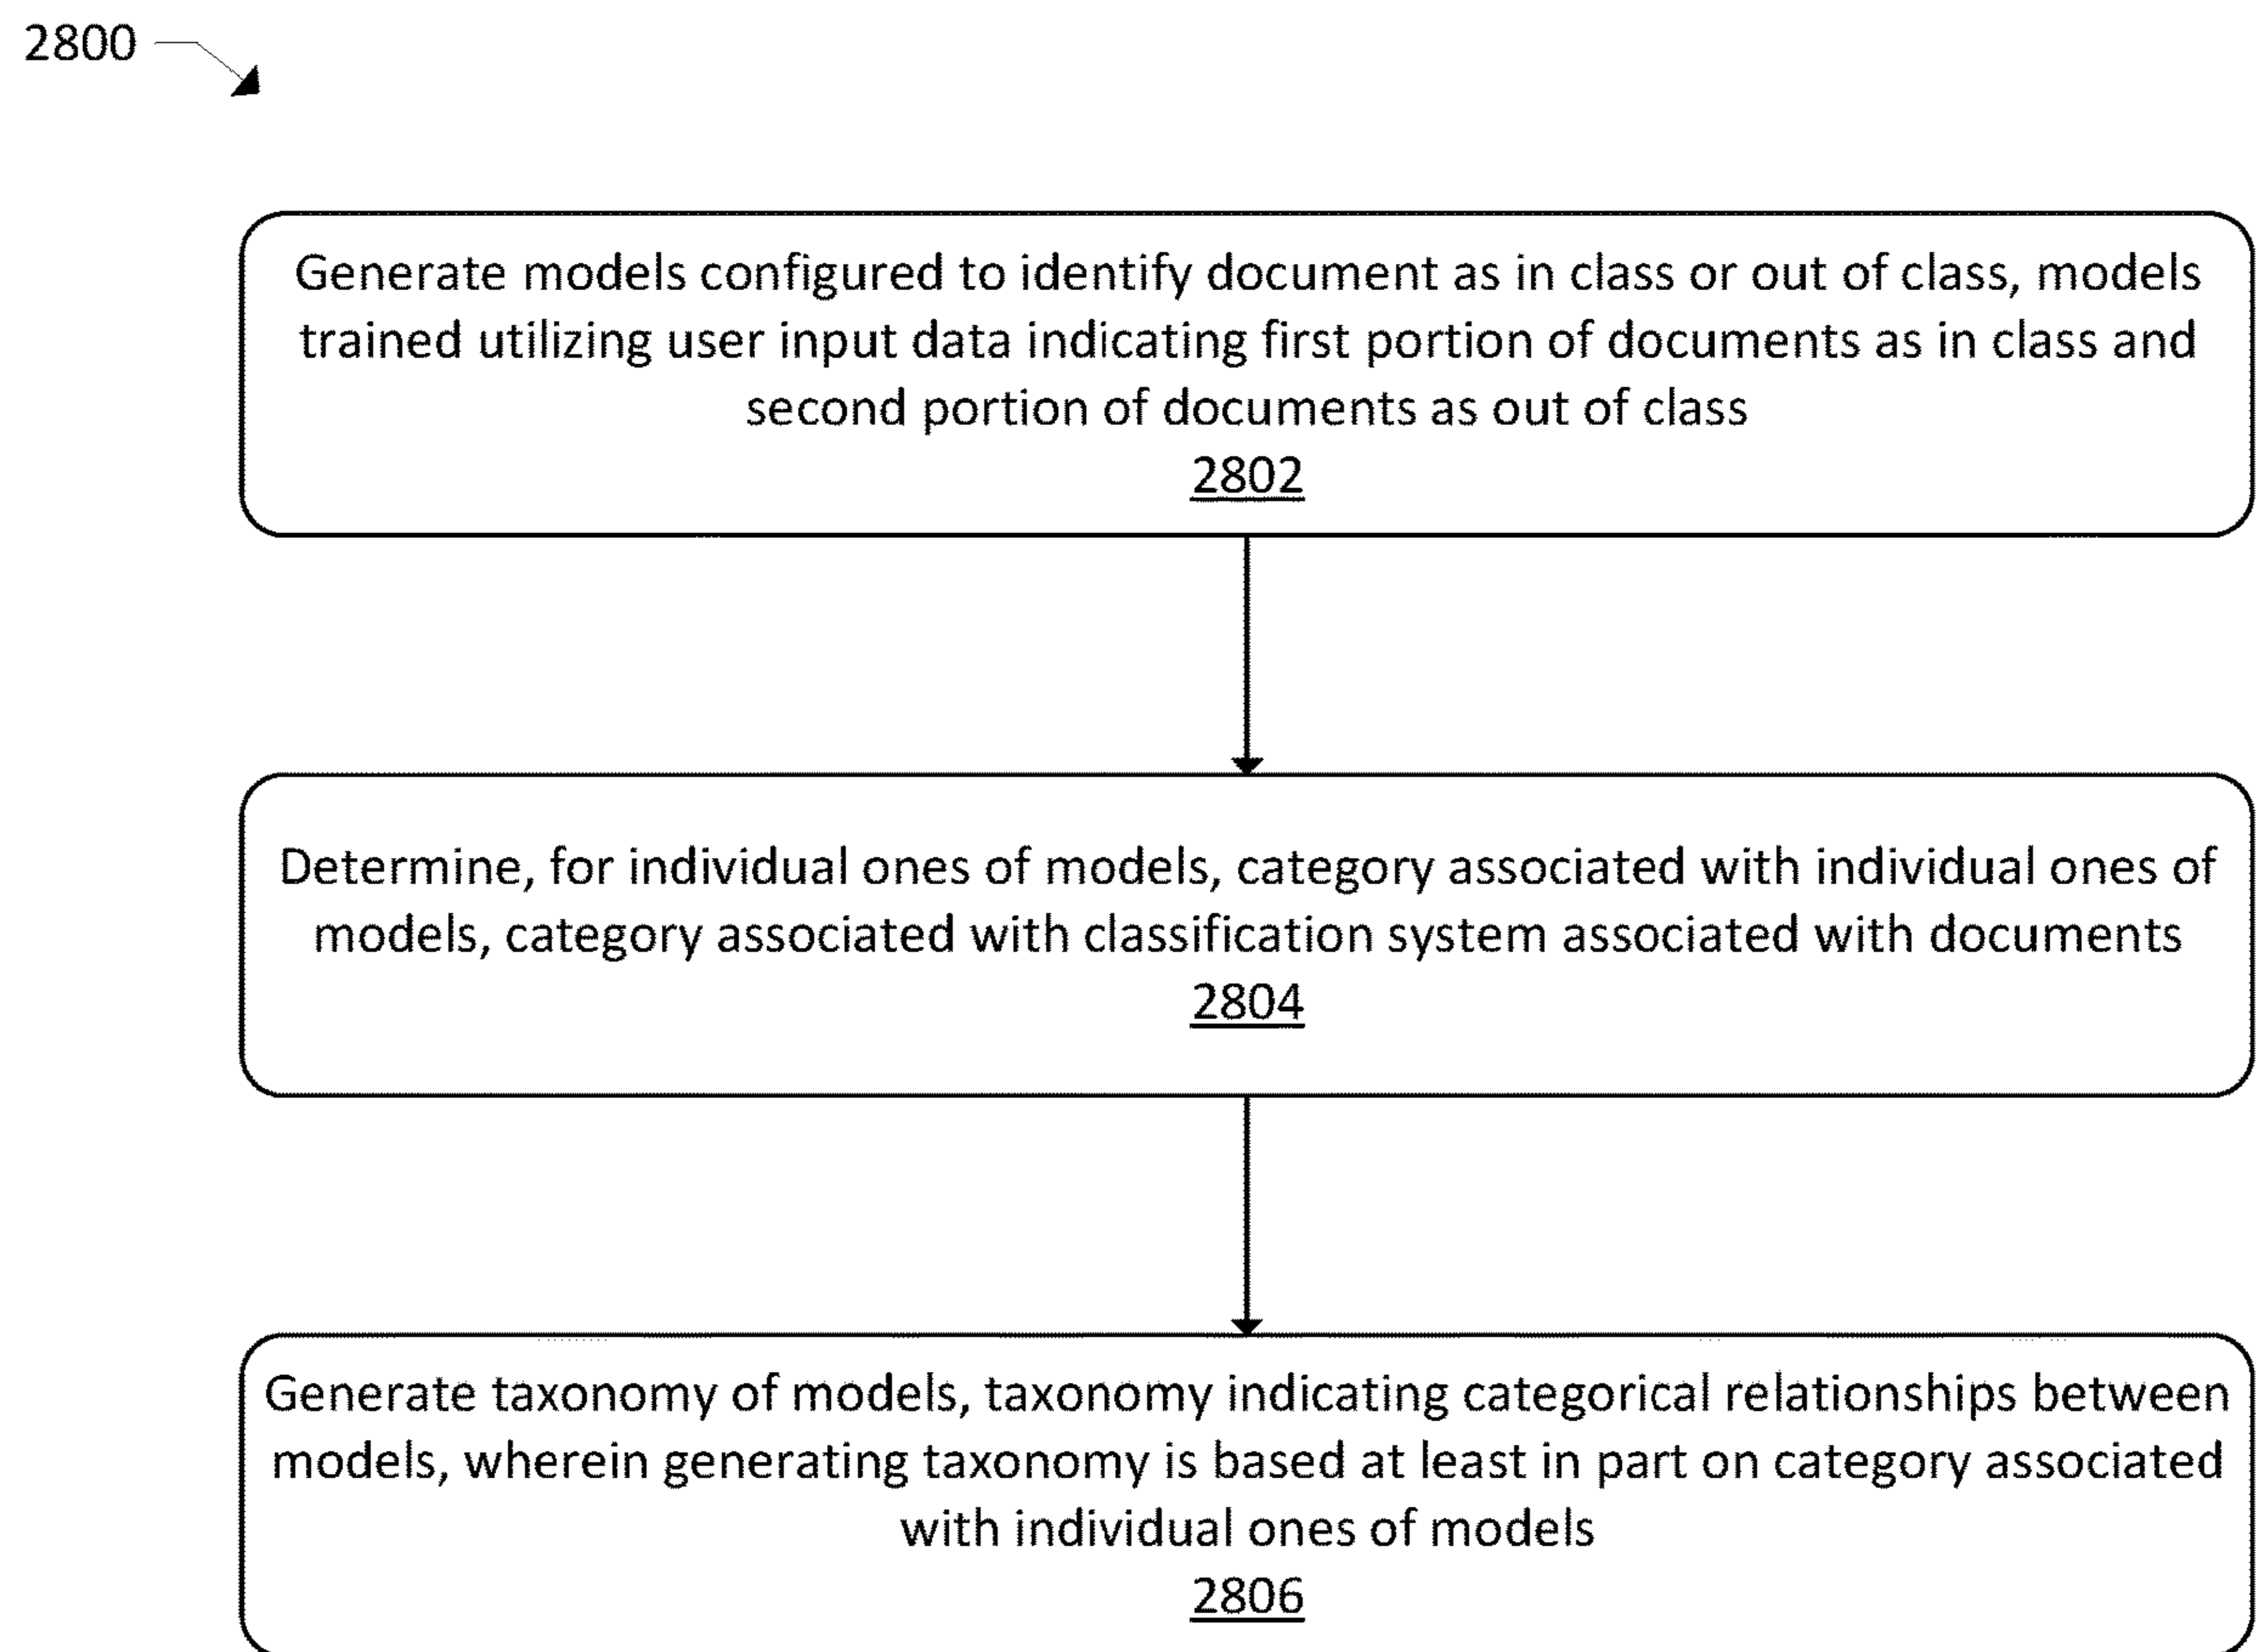 2800
Generate models configured to identify document as in class or out of class, models
trained utilizing user input data indicating first portion of documents as in class and
second portion of documents as out of class
2802
Determine, for individual ones of models, category associated with individual ones of
models, category associated with classification system associated with documents
2804
Generate taxonomy of models, taxonomy indicating categorical relationships between
models, wherein generating taxonomy is based at least in part on category associated
with individual ones of models
2806